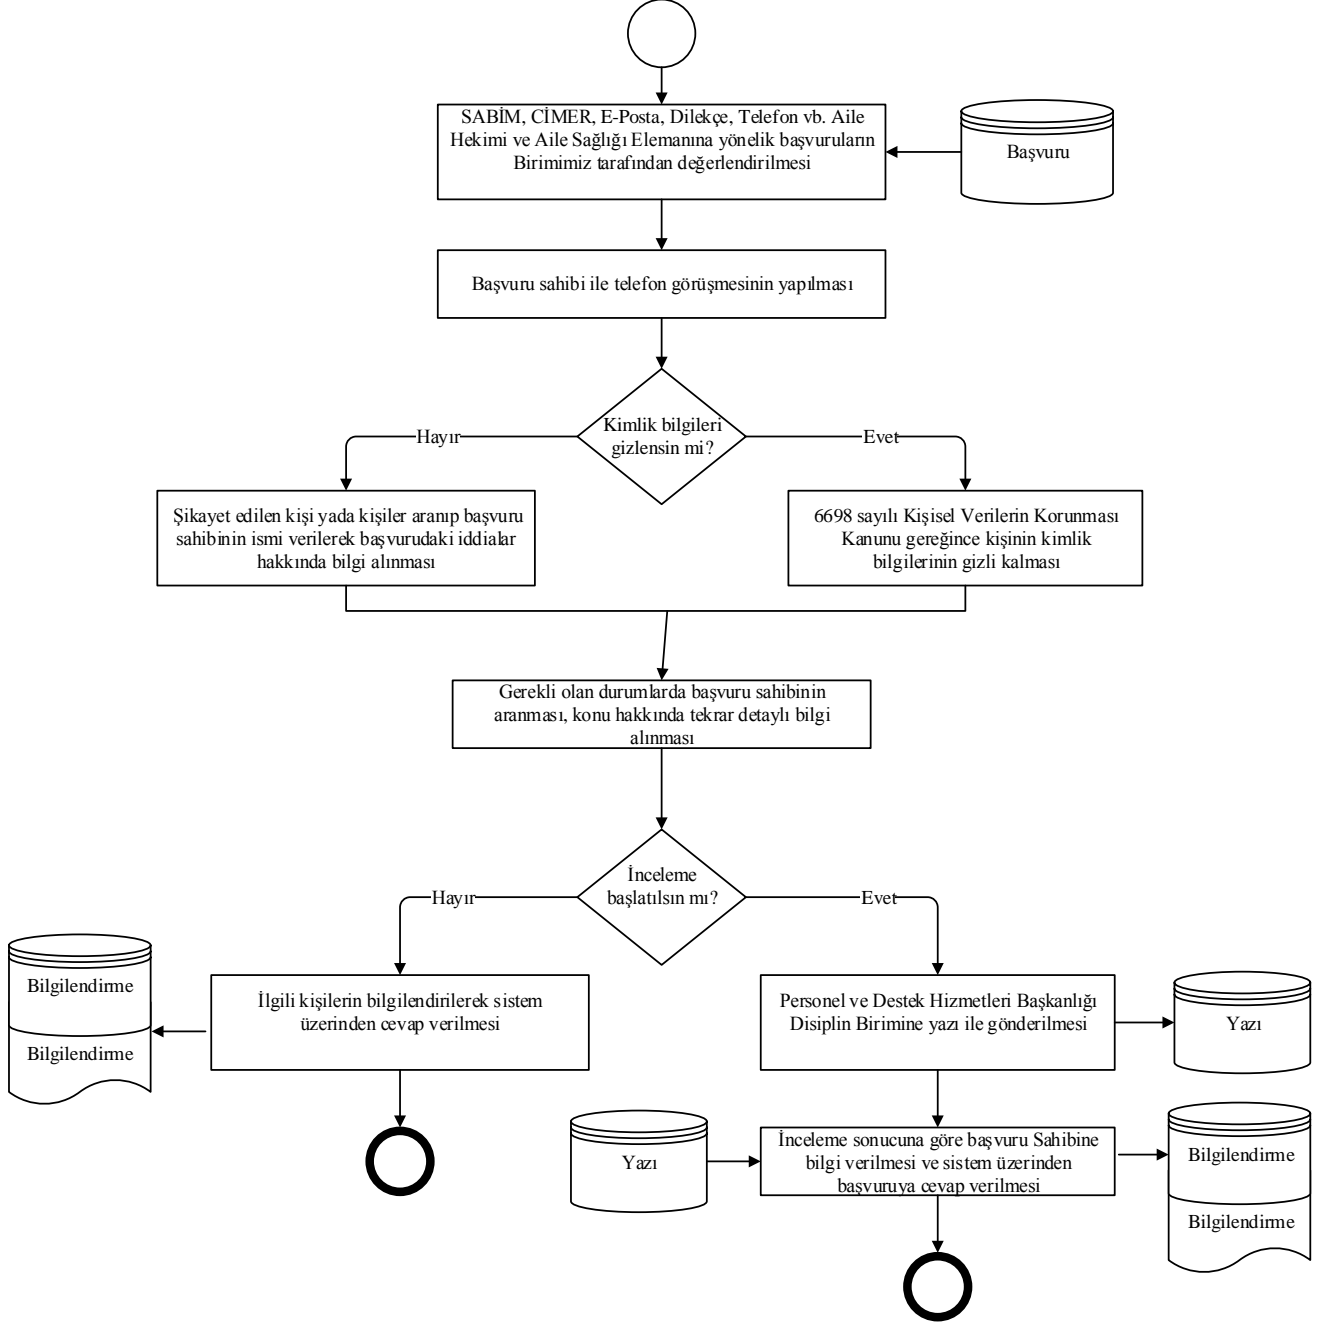 SABİM, CİMER, E-Posta, Dilekçe, Telefon vb. Aile
Hekimi ve Aile Sağlığı Elemanına yönelik başvuruların
Birimimiz tarafından değerlendirilmesi
Başvuru
Başvuru sahibi ile telefon görüşmesinin yapılması
Kimlik bilgileri
gizlensin mi?
Hayır
Evet
Şikayet edilen kişi yada kişiler aranıp başvuru
sahibinin ismi verilerek başvurudaki iddialar
hakkında bilgi alınması
6698 sayılı Kişisel Verilerin Korunması
Kanunu gereğince kişinin kimlik
bilgilerinin gizli kalması
Gerekli olan durumlarda başvuru sahibinin
aranması, konu hakkında tekrar detaylı bilgi
alınması
İnceleme
başlatılsın mı?
Hayır
Evet
Bilgilendirme
Bilgilendirme
İlgili kişilerin bilgilendirilerek sistem
üzerinden cevap verilmesi
Personel ve Destek Hizmetleri Başkanlığı
Disiplin Birimine yazı ile gönderilmesi
Yazı
Yazı
İnceleme sonucuna göre başvuru Sahibine
bilgi verilmesi ve sistem üzerinden
başvuruya cevap verilmesi
Bilgilendirme
Bilgilendirme